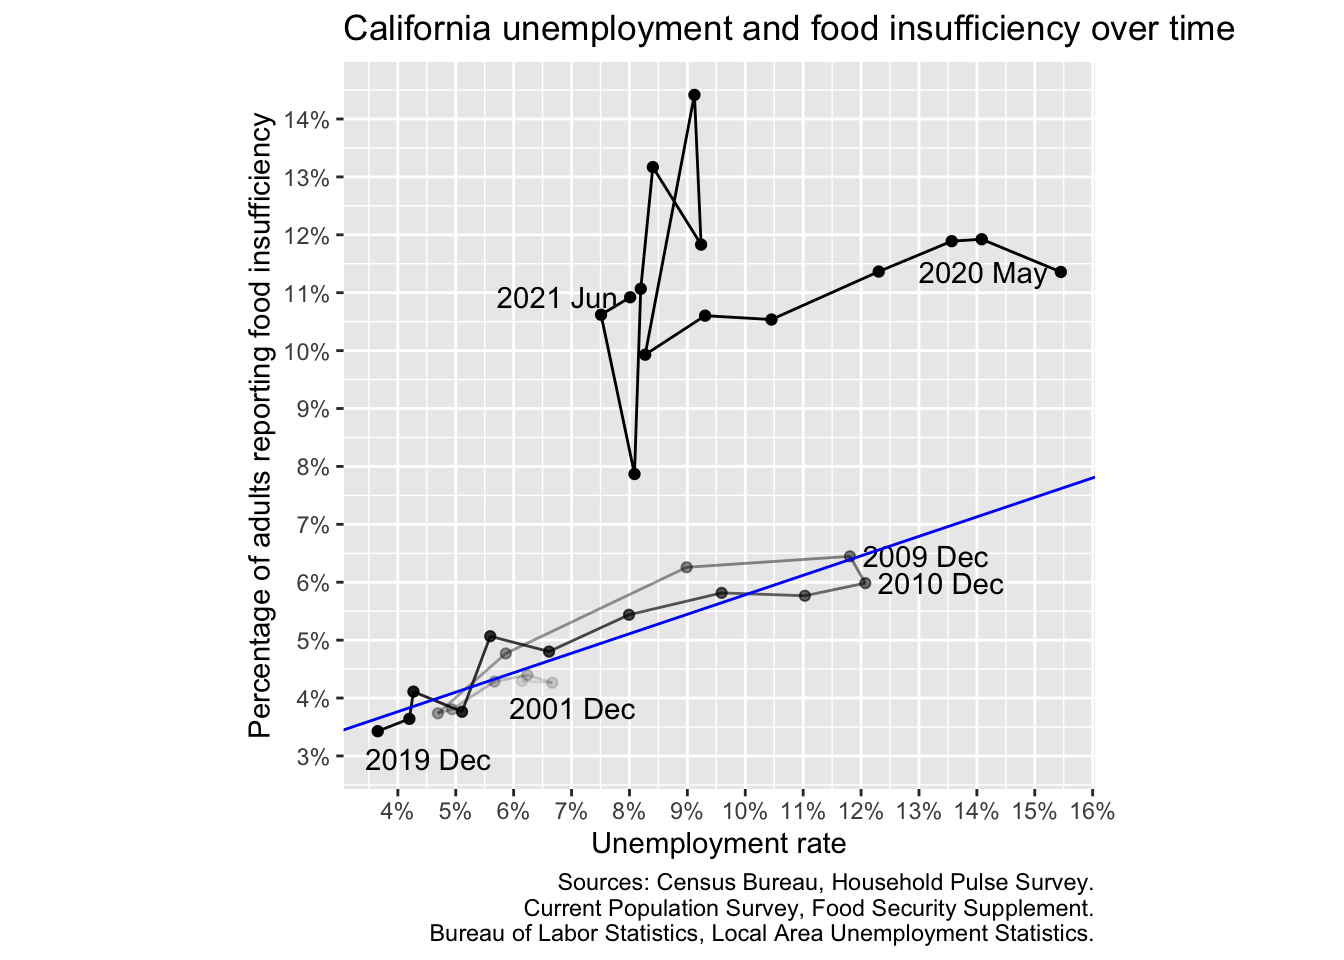 California unemployment and food insufficiency over time
Percentage of adults reporting food insufficiency
14%
13%
12%
11%
10%
9%
8%
7%
6%
5%
4%
3%
2020 May
2021 Jun
2009 Dec
2010 Dec
2001 Dec
2019 Dec
4% 5% 6% 7% 8% 9% 10% 11% 12% 13% 14% 15% 16%
Unemployment rate
Sources: Census Bureau, Household Pulse Survey.
Current Population Survey, Food Security Supplement.
Bureau of Labor Statistics, Local Area Unemployment Statistics.